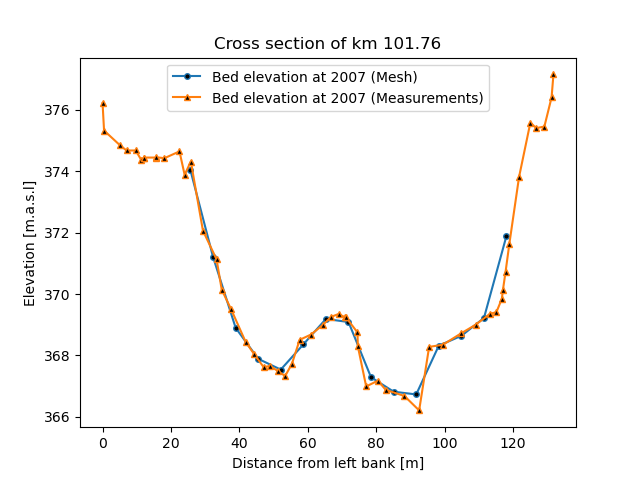 Cross section of km 101.76
Bed elevation at 2007 (Mesh)
Bed elevation at 2007 (Measurements)
Elevation [m.a.s.l]
376
374
372
370
368
366
0 20 40 60 80 100 120
Distance from left bank [m]